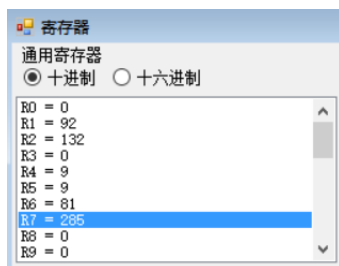 寄存器
通用寄存器
十进制 十六进制
R0 = 0
R1 = 92
R2 = 132
R3 = 0
R4 = 9
R5 = 9
R6 = 81
R7 = 285
R8 = 0
R9 = 0